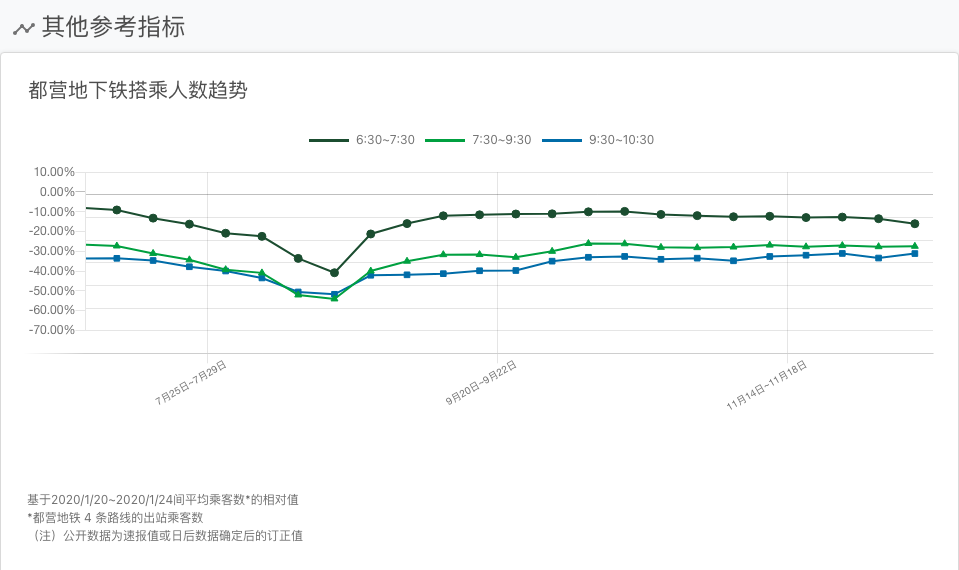 其他参考指标
都营地下铁搭乘人数趋势
6:30~7:30 7:30~9:30 9:30~10:30
10.00%
0.00%
-10.00%
-20.00%
-30.00%
-40.00%
-50.00%
-60.00%
-70.00%
7月25日~7月29日 9月20日~9月22日 11月14日~11月18日
基于2020/1/20~2020/1/24间平均乘客数*的相对值
*都营地铁 4 条路线的出站乘客数
（注）公开数据为速报值或日后数据确定后的订正值